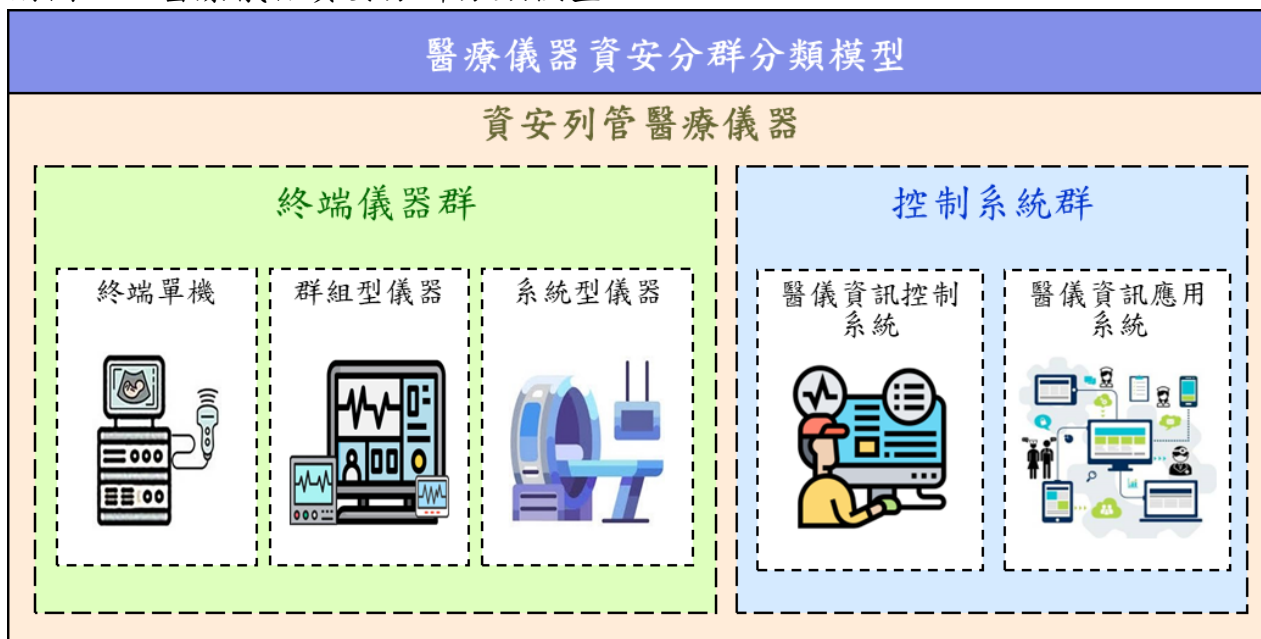 醫療儀器資安分群分類模型
資安列管醫療儀器
終端儀器群
控制系統群
終端單機
群組型儀器
系統型儀器
醫儀資訊控制
系統
醫儀資訊應用
系統